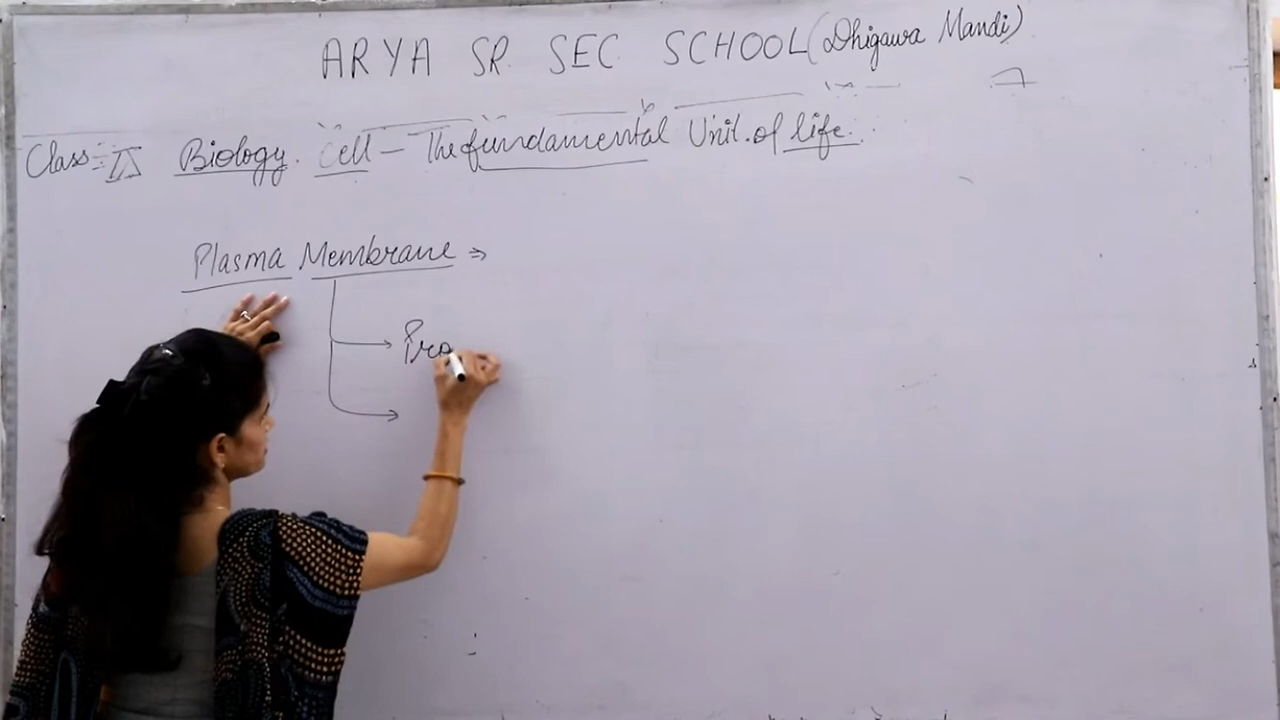 ARYA SR. SEC SCHOOL (Dhigawa Mandi)
Class:- IX Biology. Cell – The fundamental Unit of life.
Plasma Membrane ⇒
Pro